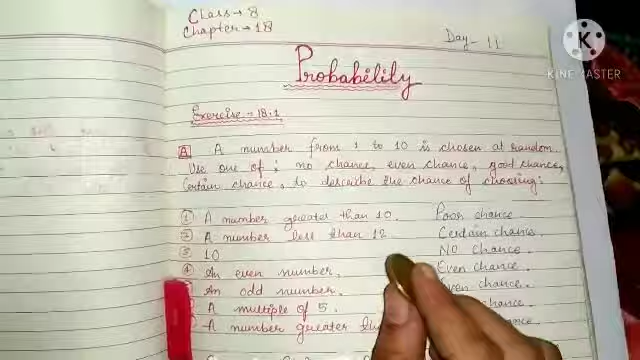 Class → 8
Chapter → 18
Day - 11
K
KINEMASTER
Probability
Exercise - 18.1
A A number from 1 to 10 is chosen at random.
Use one of ; no chance, even chance, good chance,
Certain chance, to describe the chance of choosing :
① A number greater than 10. Poor chance
② A number less than 12 Certain chance.
③ 10 No chance.
④ An even number. Even chance.
An odd number. Even chance.
A multiple of 5. chance.
A number greater